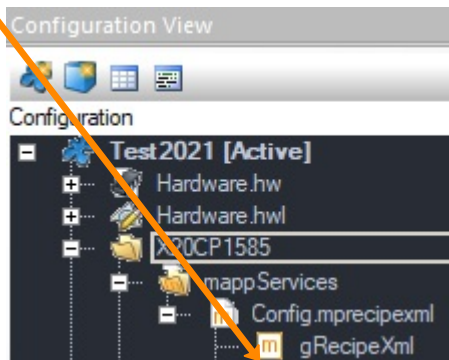 Configuration View
Configuration
Test2021 [Active]
Hardware.hw
Hardware.hwl
X20CP1585
mappServices
Config.mprecipexml
m gRecipeXml